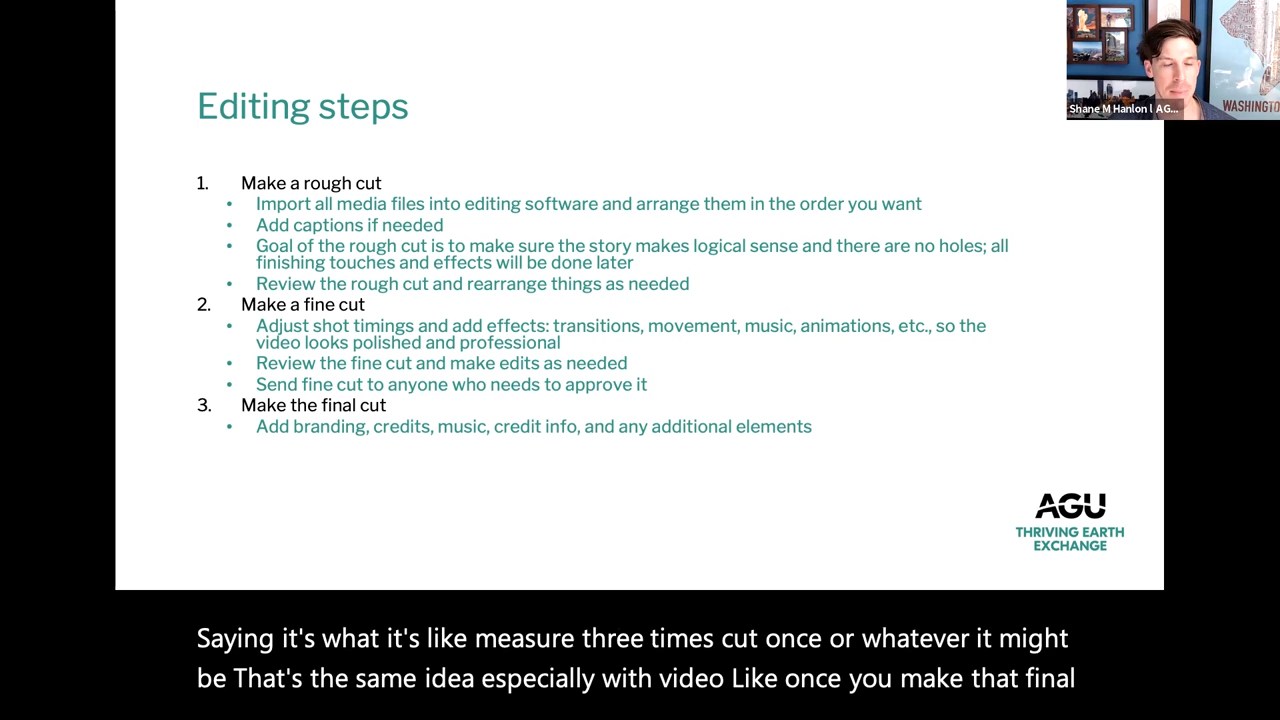 Editing steps
1. Make a rough cut
• Import all media files into editing software and arrange them in the order you want
• Add captions if needed
• Goal of the rough cut is to make sure the story makes logical sense and there are no holes; all
finishing touches and effects will be done later
• Review the rough cut and rearrange things as needed
2. Make a fine cut
• Adjust shot timings and add effects: transitions, movement, music, animations, etc., so the
video looks polished and professional
• Review the fine cut and make edits as needed
• Send fine cut to anyone who needs to approve it
3. Make the final cut
• Add branding, credits, music, credit info, and any additional elements
WASHINGTO
Shane M Hanlon l AG...
AGU
THRIVING EARTH
EXCHANGE
Saying it's what it's like measure three times cut once or whatever it might
be That's the same idea especially with video Like once you make that final